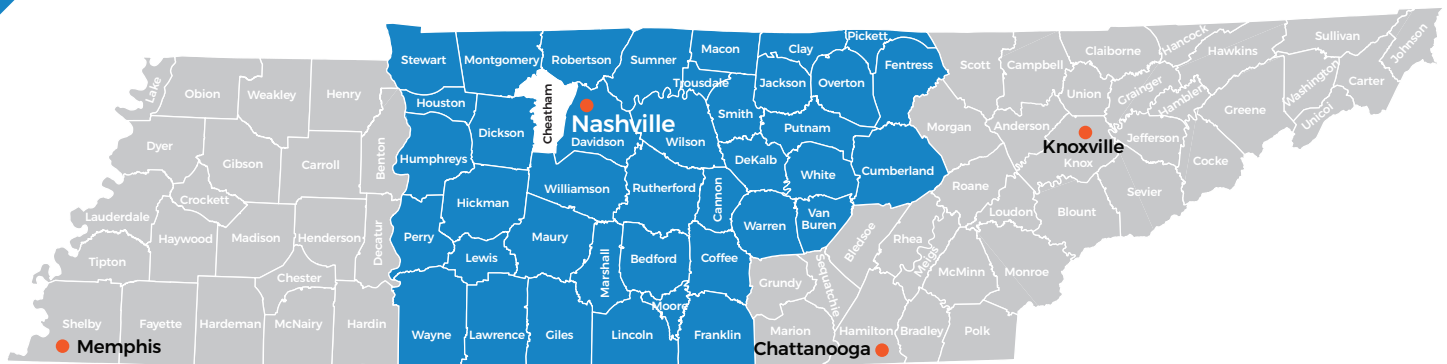 Stewart
Montgomery
Robertson
Sumner
Macon
Clay
Pickett
Fentress
Scott
Campbell
Claiborne
Hancock
Hawkins
Sullivan
Johnson
Lake
Obion
Weakley
Henry
Houston
Cheatham
Trousdale
Jackson
Overton
Union
Grainger
Hamblen
Washington
Carter
Unicoi
Greene
Dickson
Nashville
Davidson
Wilson
Smith
Putnam
Morgan
Anderson
Knoxville
Knox
Jefferson
Cocke
Dyer
Gibson
Carroll
Benton
Humphreys
DeKalb
White
Cumberland
Crockett
Williamson
Rutherford
Cannon
Roane
Loudon
Blount
Sevier
Lauderdale
Haywood
Madison
Henderson
Decatur
Perry
Hickman
Lewis
Maury
Marshall
Bedford
Coffee
Warren
Van
Buren
Bledsoe
Rhea
Meigs
McMinn
Monroe
Tipton
Chester
Grundy
Sequatchie
Shelby
Fayette
Hardeman
McNairy
Hardin
Wayne
Lawrence
Giles
Lincoln
Moore
Franklin
Marion
Hamilton
Bradley
Polk
Memphis
Chattanooga